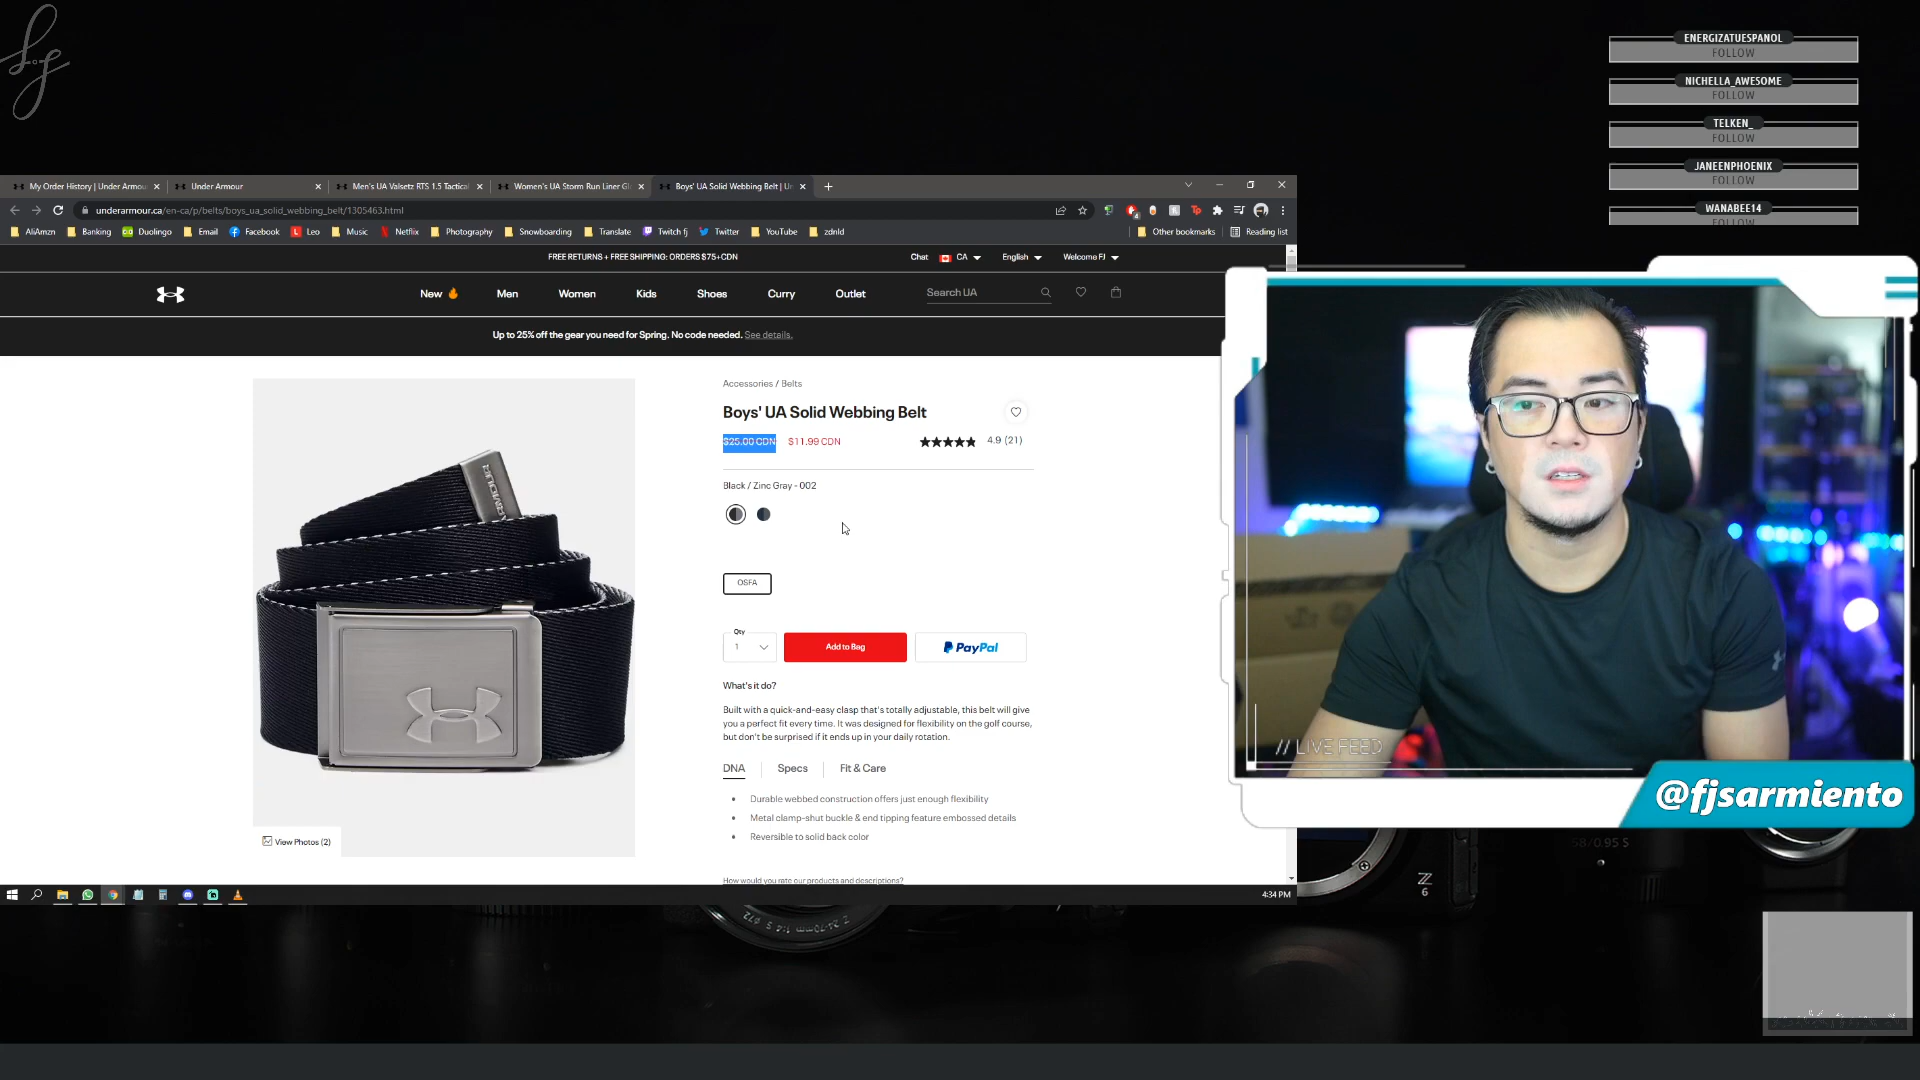 fj
ENERGIZATUESPANOL
FOLLOW
NICHELLA_AWESOME
FOLLOW
TELKEN_
FOLLOW
JANEENPHOENIX
FOLLOW
WANABEE14
FOLLOW
My Order History | Under Armou
Under Armour
Men's UA Valsetz RTS 1.5 Tactical
Women's UA Storm Run Liner Gl
Boys' UA Solid Webbing Belt | Un
underarmour.ca/en-ca/p/belts/boys_ua_solid_webbing_belt/1305463.html
AliAmzn Banking Duolingo Email Facebook Leo Music Netflix Photography Snowboarding Translate Twitch fj Twitter YouTube zdnld Other bookmarks Reading list
FREE RETURNS + FREE SHIPPING: ORDERS $75+CDN
Chat CA English Welcome FJ
New Men Women Kids Shoes Curry Outlet Search UA
Up to 25% off the gear you need for Spring. No code needed. See details.
Accessories / Belts
Boys' UA Solid Webbing Belt
$25.00 CDN $11.99 CDN 4.9 (21)
Black / Zinc Gray - 002
OSFA
Qty
1 Add to Bag PayPal
What's it do?
Built with a quick-and-easy clasp that's totally adjustable, this belt will give
you a perfect fit every time. It was designed for flexibility on the golf course,
but don't be surprised if it ends up in your daily rotation.
DNA Specs Fit & Care
Durable webbed construction offers just enough flexibility
Metal clamp-shut buckle & end tipping feature embossed details
Reversible to solid back color
View Photos (2)
How would you rate our products and descriptions?
4:34 PM
// LIVE FEED
@fjsarmiento
58/0.95 S
Z
6